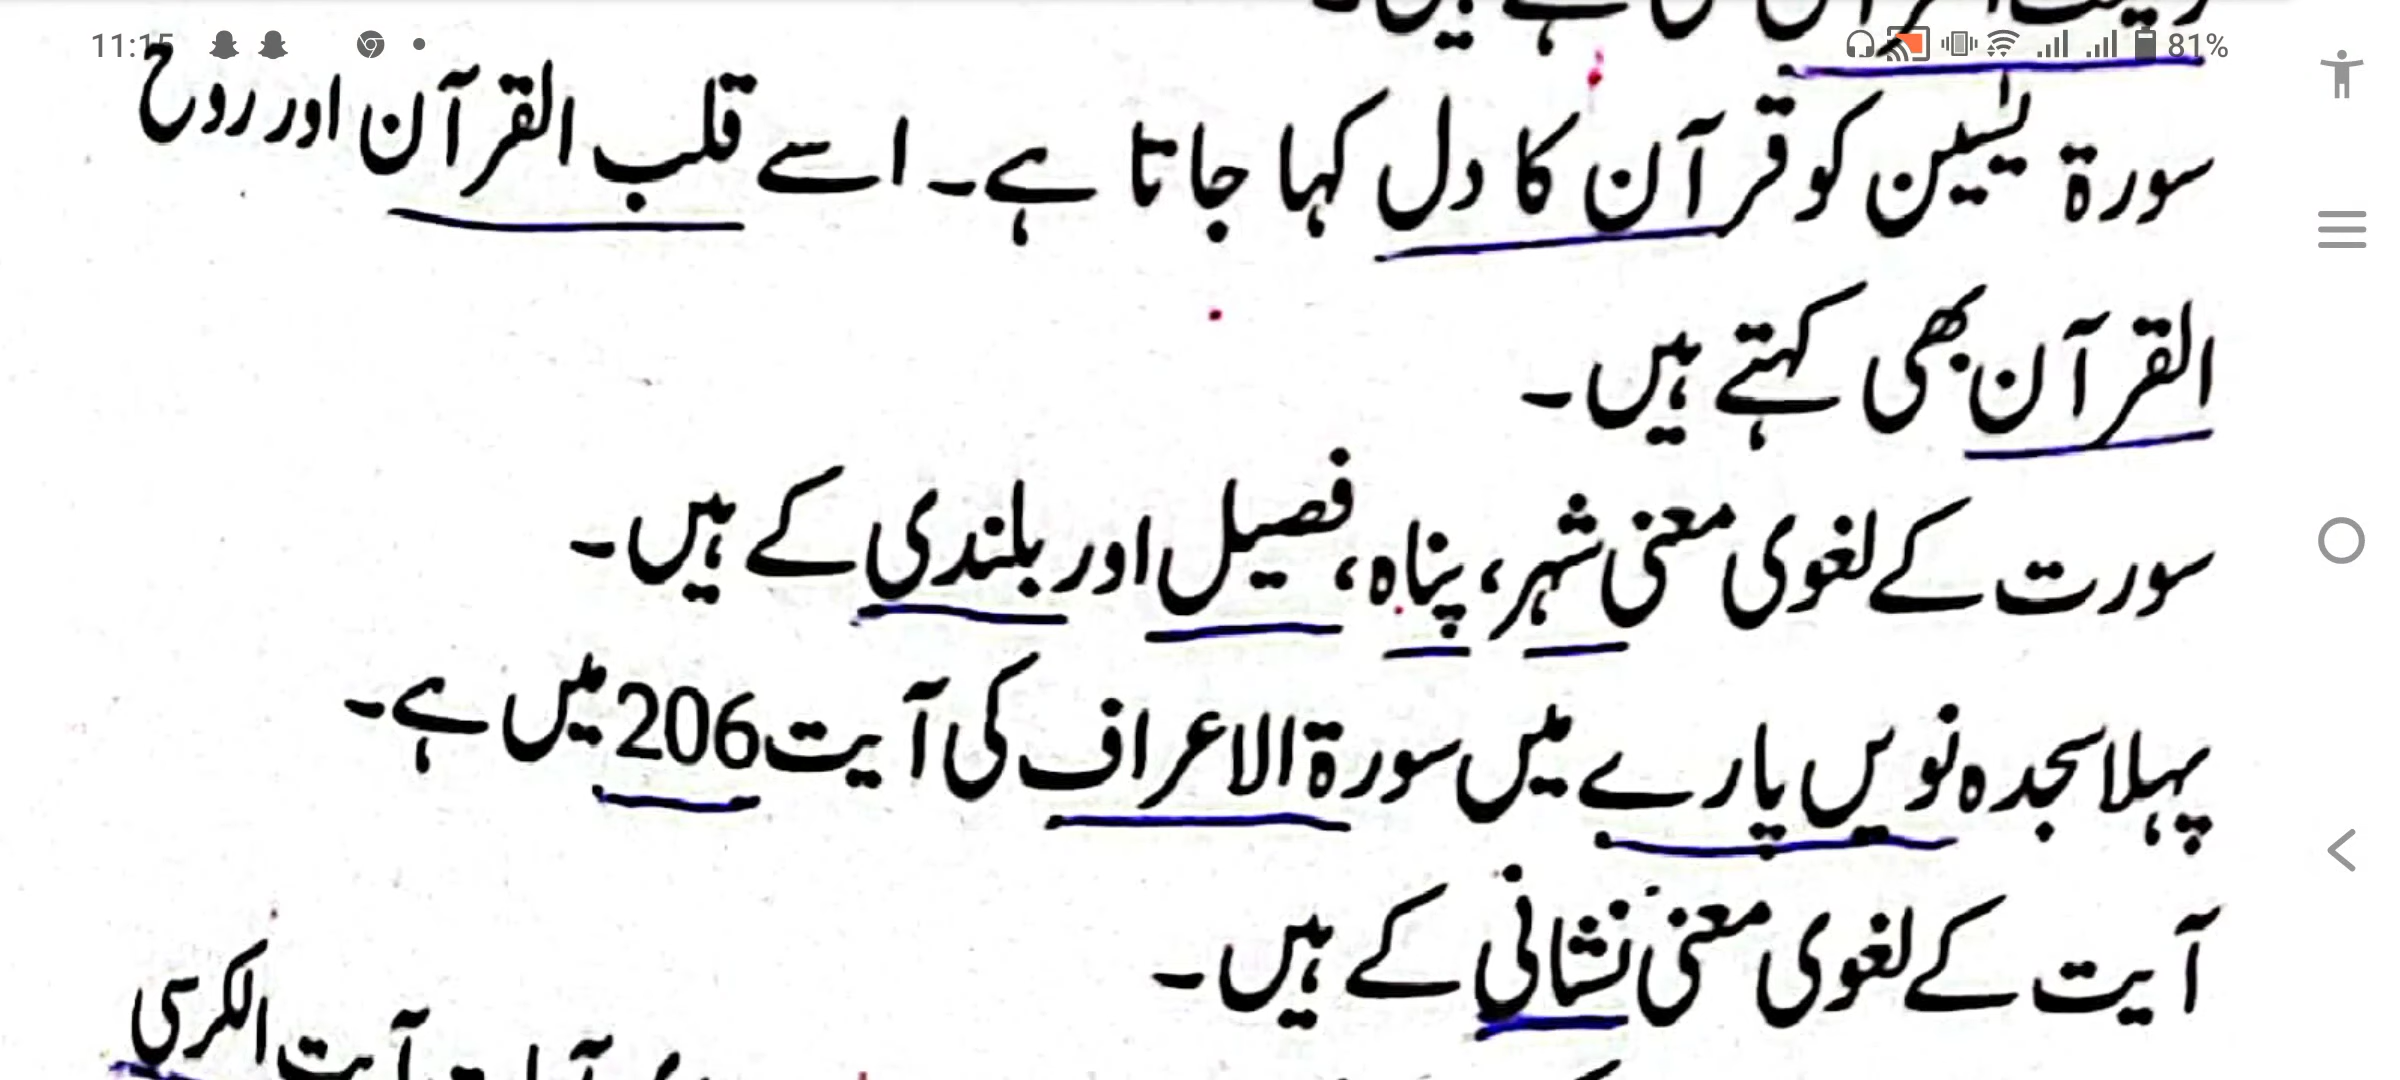 11:15 81%
سورۃ یٰسین کو قرآن کا دل کہا جاتا ہے۔ اسے قلب القرآن اور روح
القرآن بھی کہتے ہیں۔
سورت کے لغوی معنی شہر، پناہ، فصیل اور بلندی کے ہیں۔
پہلا سجدہ نویں پارے میں سورۃ الاعراف کی آیت 206 میں ہے۔
آیت کے لغوی معنی نشانی کے ہیں۔
آیت الکرسی